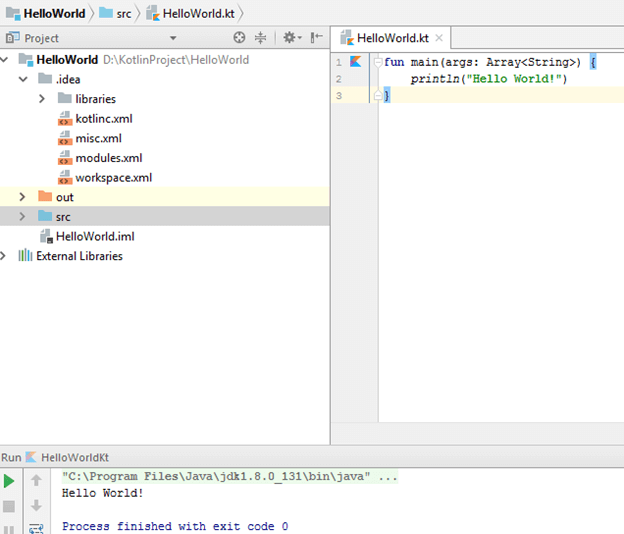 HelloWorld src HelloWorld.kt
Project
HelloWorld D:\KotlinProject\HelloWorld
.idea
libraries
kotlinc.xml
misc.xml
modules.xml
workspace.xml
out
src
HelloWorld.iml
External Libraries
HelloWorld.kt
1 fun main(args: Array<String>) {
2 println("Hello World!")
3 }
Run HelloWorldKt
"C:\Program Files\Java\jdk1.8.0_131\bin\java" ...
Hello World!
Process finished with exit code 0